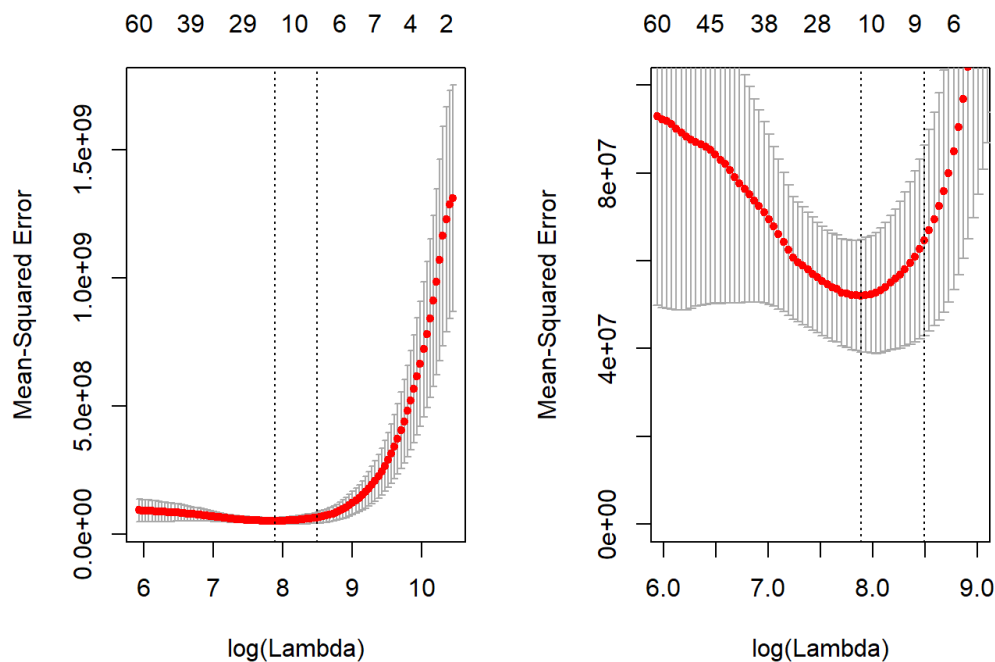 60 39 29 10 6 7 4 2
Mean-Squared Error
1.5e+09
1.0e+09
5.0e+08
0.0e+00
6 7 8 9 10
log(Lambda)
60 45 38 28 10 9 6
Mean-Squared Error
8e+07
4e+07
0e+00
6.0 7.0 8.0 9.0
log(Lambda)